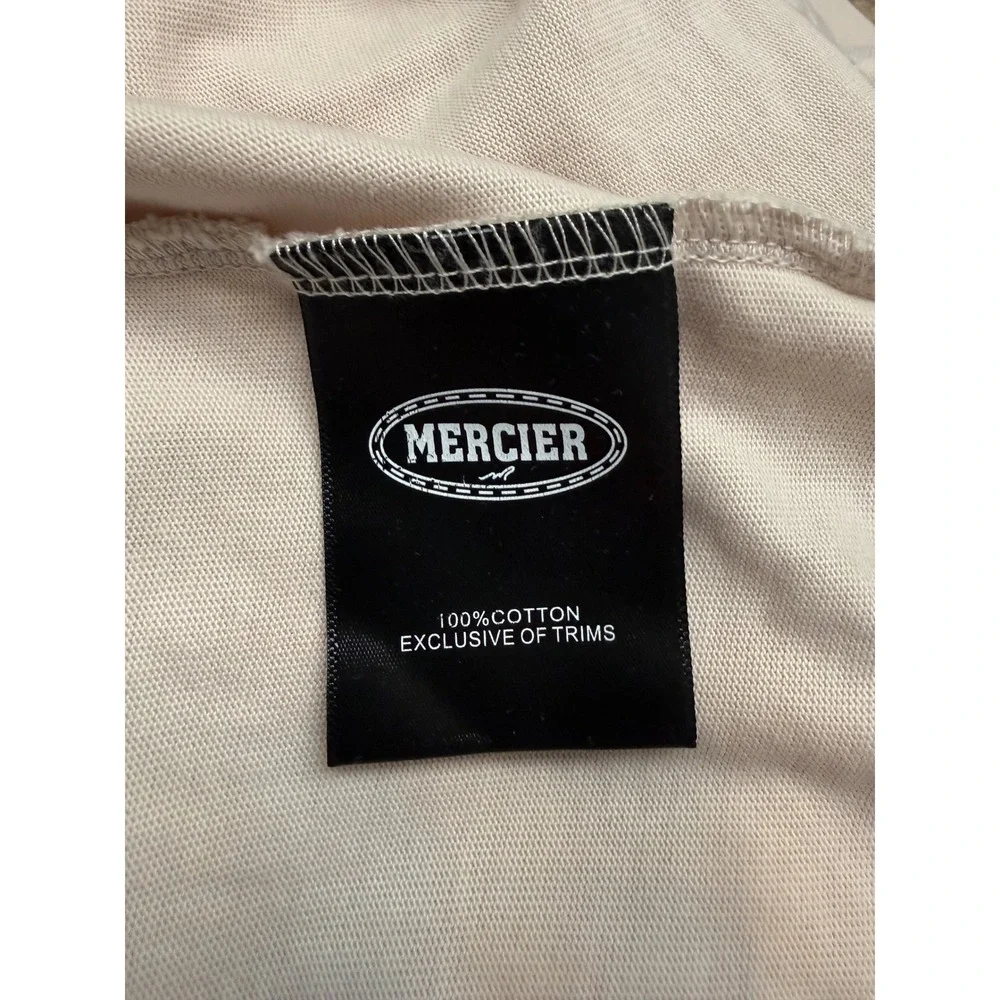 MERCIER
100%COTTON
EXCLUSIVE OF TRIMS